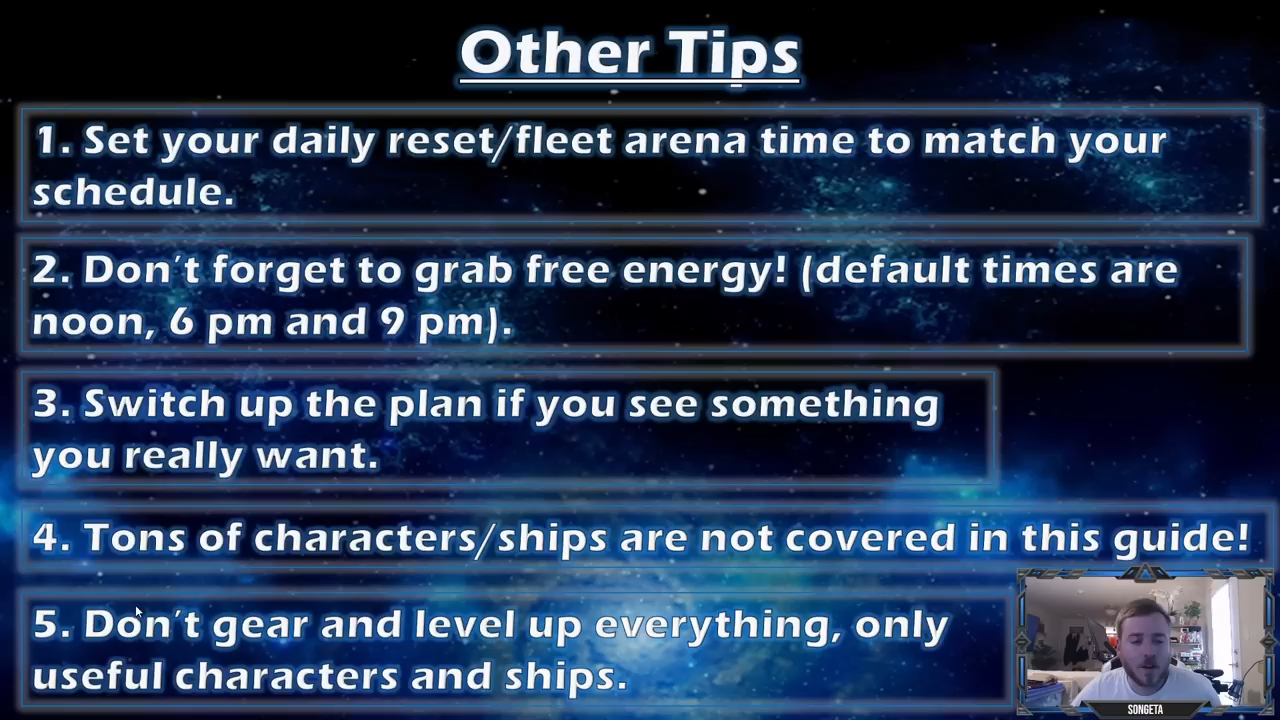 Other Tips
1. Set your daily reset/fleet arena time to match your
schedule.
2. Don't forget to grab free energy! (default times are
noon, 6 pm and 9 pm).
3. Switch up the plan if you see something
you really want.
4. Tons of characters/ships are not covered in this guide!
5. Don't gear and level up everything, only
useful characters and ships.
SONGETA